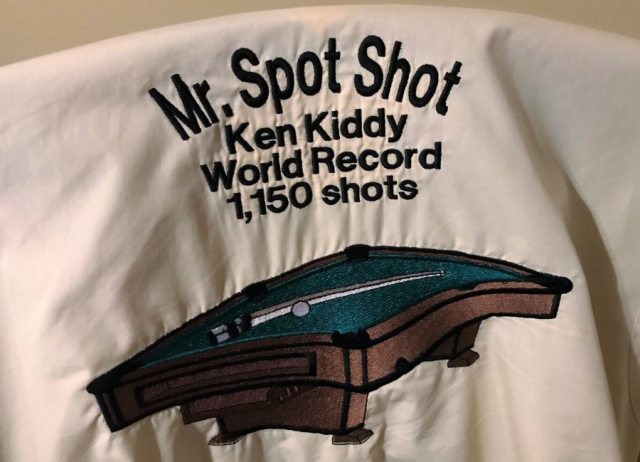 Mr. Spot Shot
Ken Kiddy
World Record
1,150 shots